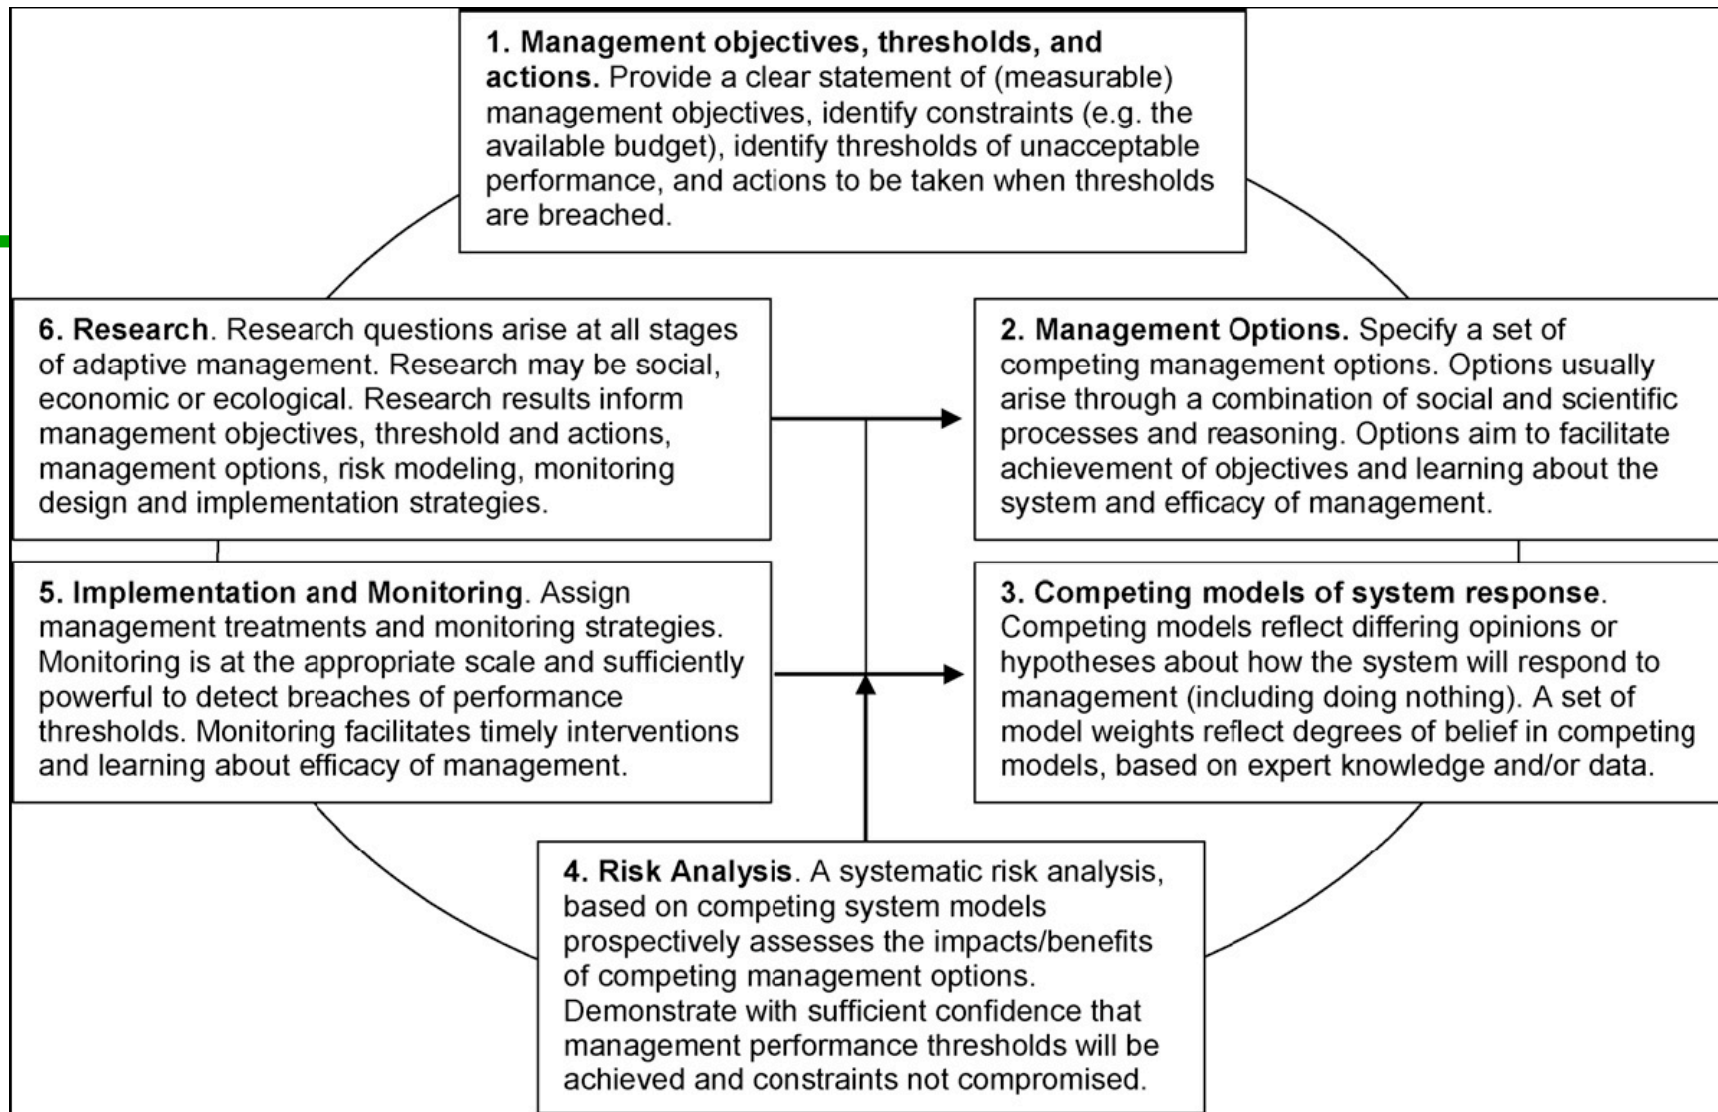 1. Management objectives, thresholds, and
actions. Provide a clear statement of (measurable)
management objectives, identify constraints (e.g. the
available budget), identify thresholds of unacceptable
performance, and actions to be taken when thresholds
are breached.
6. Research. Research questions arise at all stages
of adaptive management. Research may be social,
economic or ecological. Research results inform
management objectives, threshold and actions,
management options, risk modeling, monitoring
design and implementation strategies.
2. Management Options. Specify a set of
competing management options. Options usually
arise through a combination of social and scientific
processes and reasoning. Options aim to facilitate
achievement of objectives and learning about the
system and efficacy of management.
5. Implementation and Monitoring. Assign
management treatments and monitoring strategies.
Monitoring is at the appropriate scale and sufficiently
powerful to detect breaches of performance
thresholds. Monitoring facilitates timely interventions
and learning about efficacy of management.
3. Competing models of system response.
Competing models reflect differing opinions or
hypotheses about how the system will respond to
management (including doing nothing). A set of
model weights reflect degrees of belief in competing
models, based on expert knowledge and/or data.
4. Risk Analysis. A systematic risk analysis,
based on competing system models
prospectively assesses the impacts/benefits
of competing management options.
Demonstrate with sufficient confidence that
management performance thresholds will be
achieved and constraints not compromised.